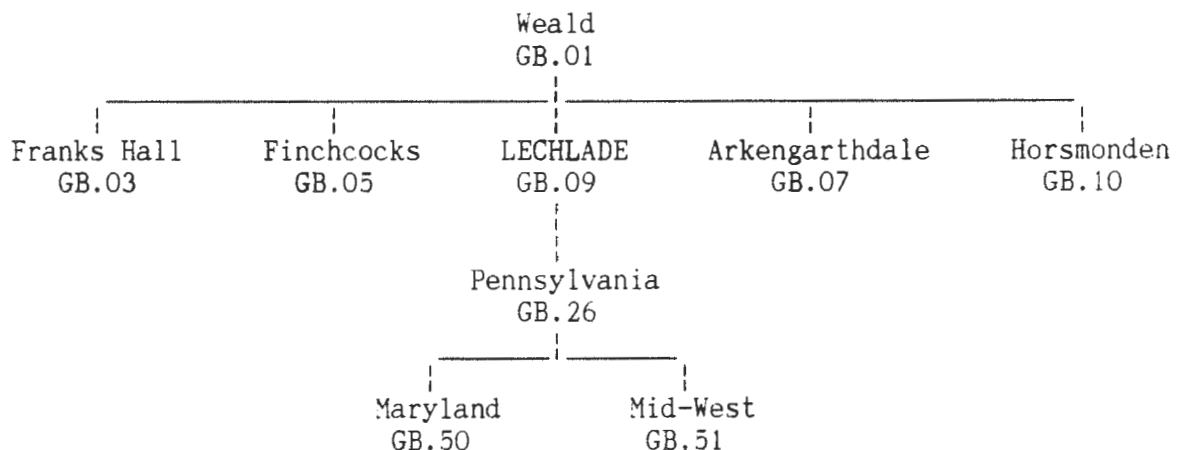 Weald
GB.01
Franks Hall Finchcocks LECHLADE Arkengarthdale Horsmonden
GB.03 GB.05 GB.09 GB.07 GB.10
Pennsylvania
GB.26
Maryland Mid-West
GB.50 GB.51